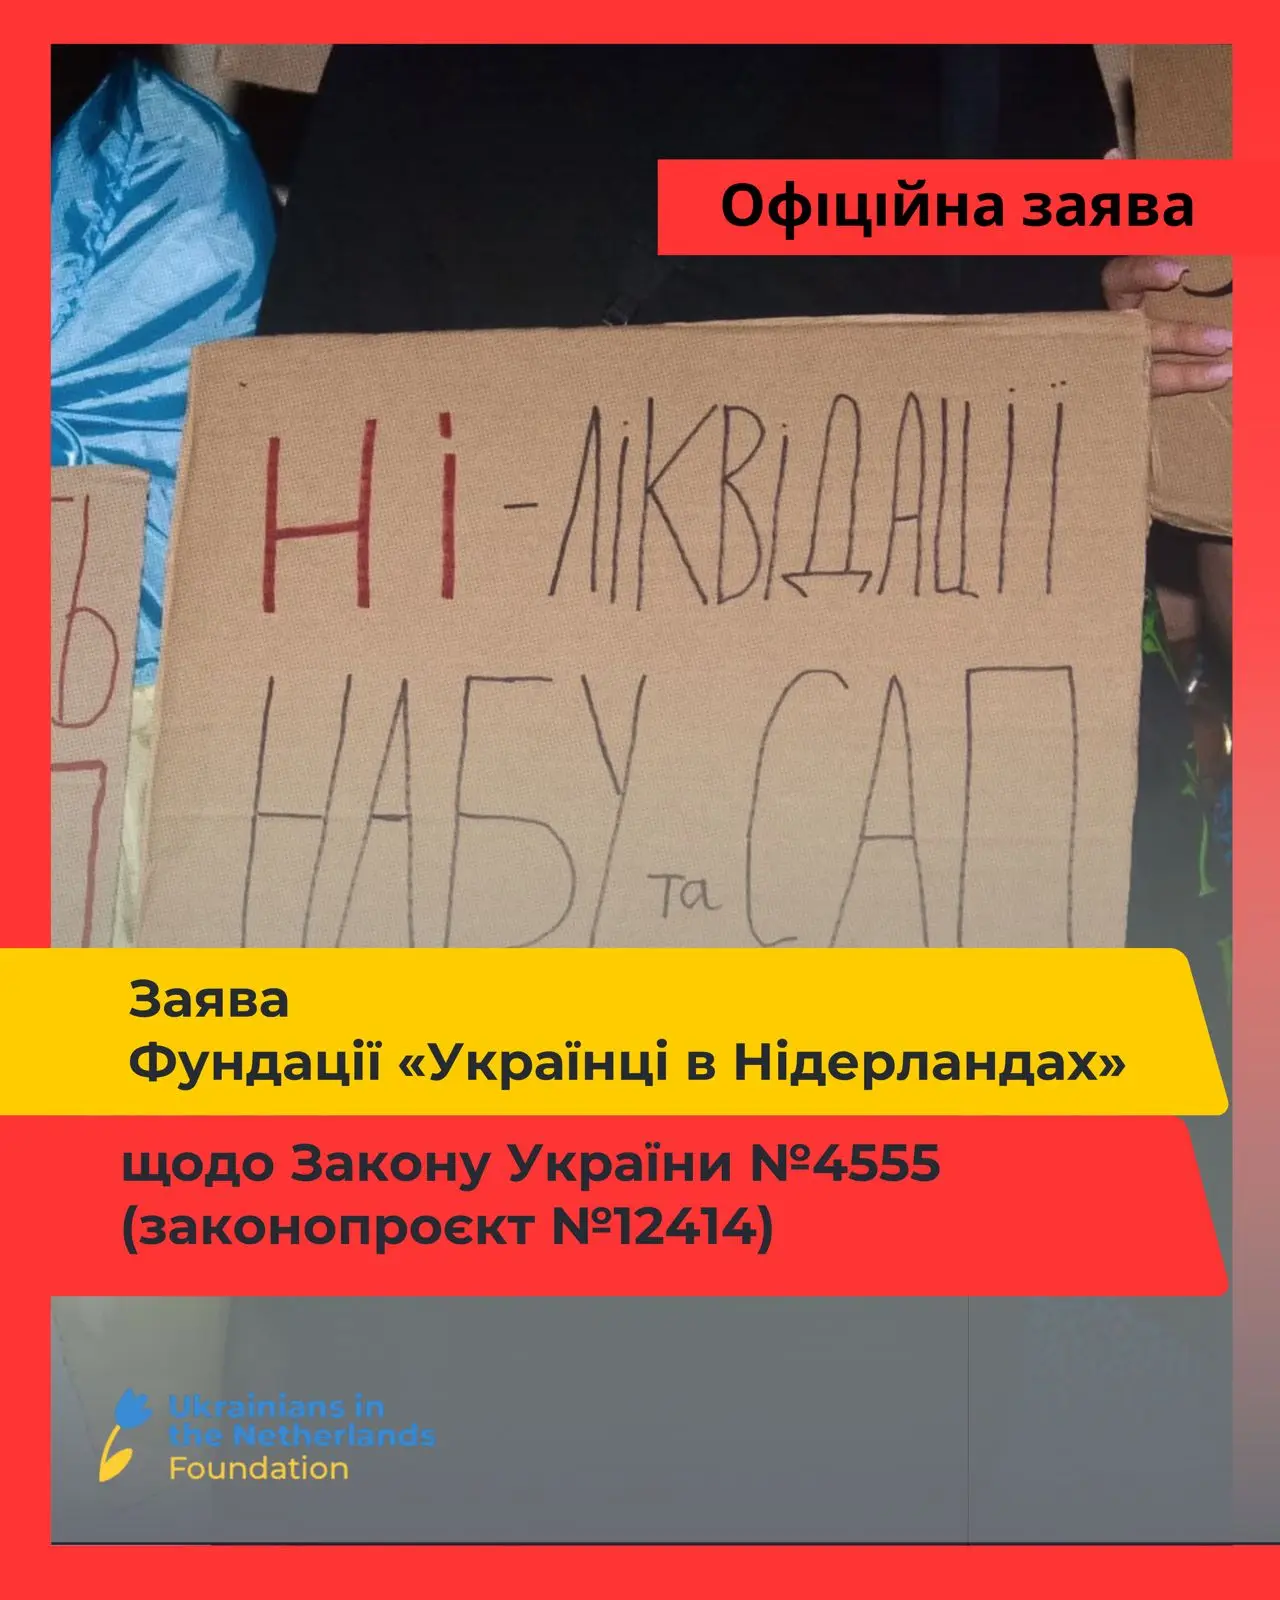 Офіційна заява
Ні - ЛІКВІДАЦІЇ
НАБУ та САП
Ь
П
Заява
Фундації «Українці в Нідерландах»
щодо Закону України №4555
(законопроєкт №12414)
Ukrainians in
the Netherlands
Foundation